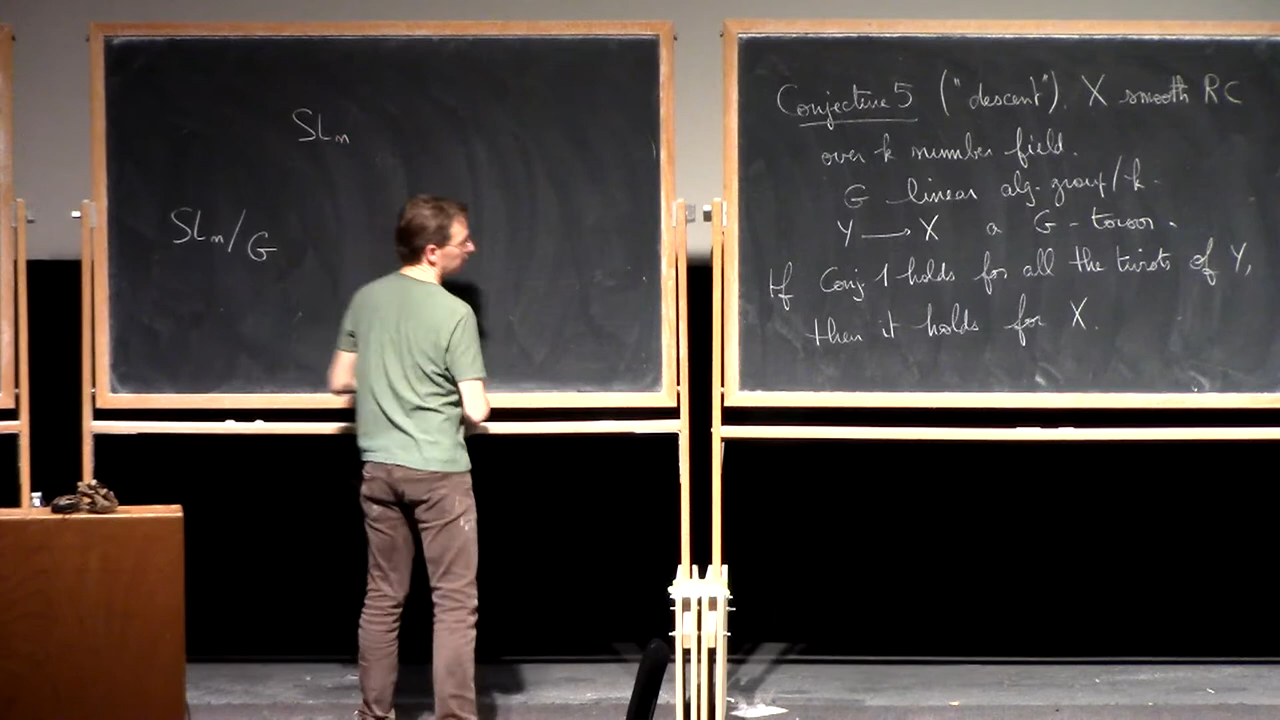 SLn
SLn/G
Conjecture 5 ("descent"). X smooth RC
over k number field.
G linear alg. group/k.
Y ⟶ X a G-torsor.
If Conj 1 holds for all the twists of Y,
then it holds for X.